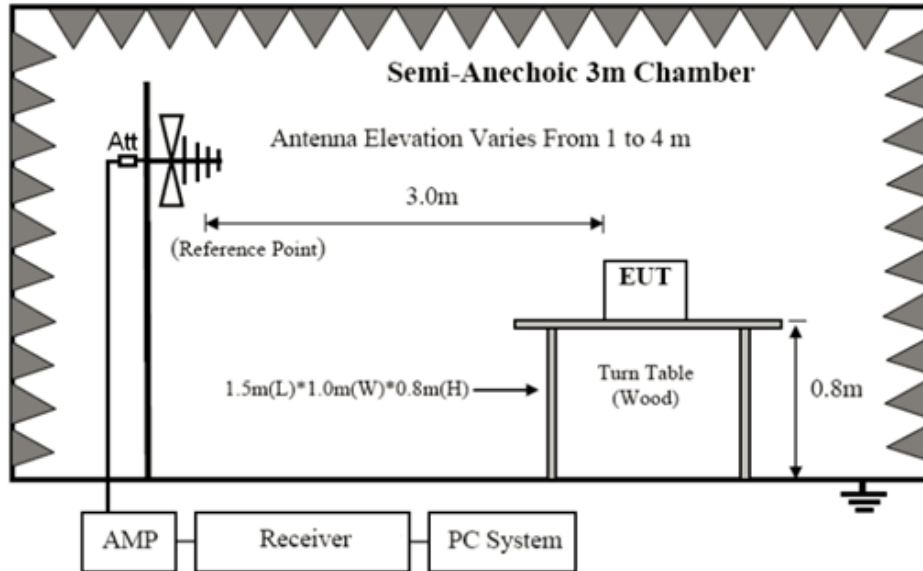 Semi-Anechoic 3m Chamber
Att
Antenna Elevation Varies From 1 to 4 m
3.0m
(Reference Point)
EUT
1.5m(L)*1.0m(W)*0.8m(H)
Turn Table
(Wood)
0.8m
AMP
Receiver
PC System